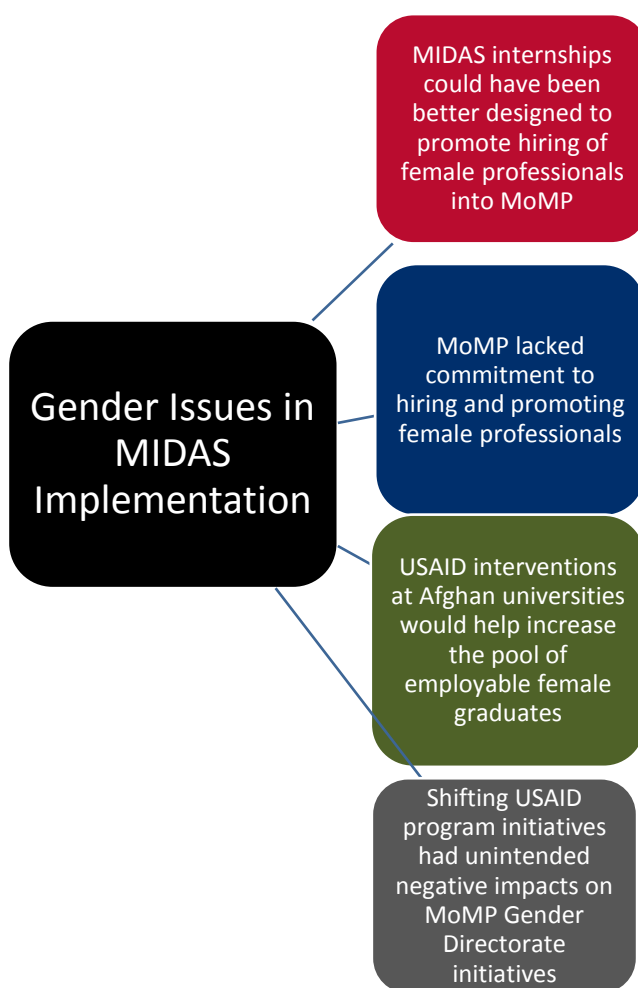 MIDAS internships
could have been
better designed to
promote hiring of
female professionals
into MoMP
Gender Issues in
MIDAS
Implementation
MoMP lacked
commitment to
hiring and promoting
female professionals
USAID interventions
at Afghan universities
would help increase
the pool of
employable female
graduates
Shifting USAID
program initiatives
had unintended
negative impacts on
MoMP Gender
Directorate
initiatives